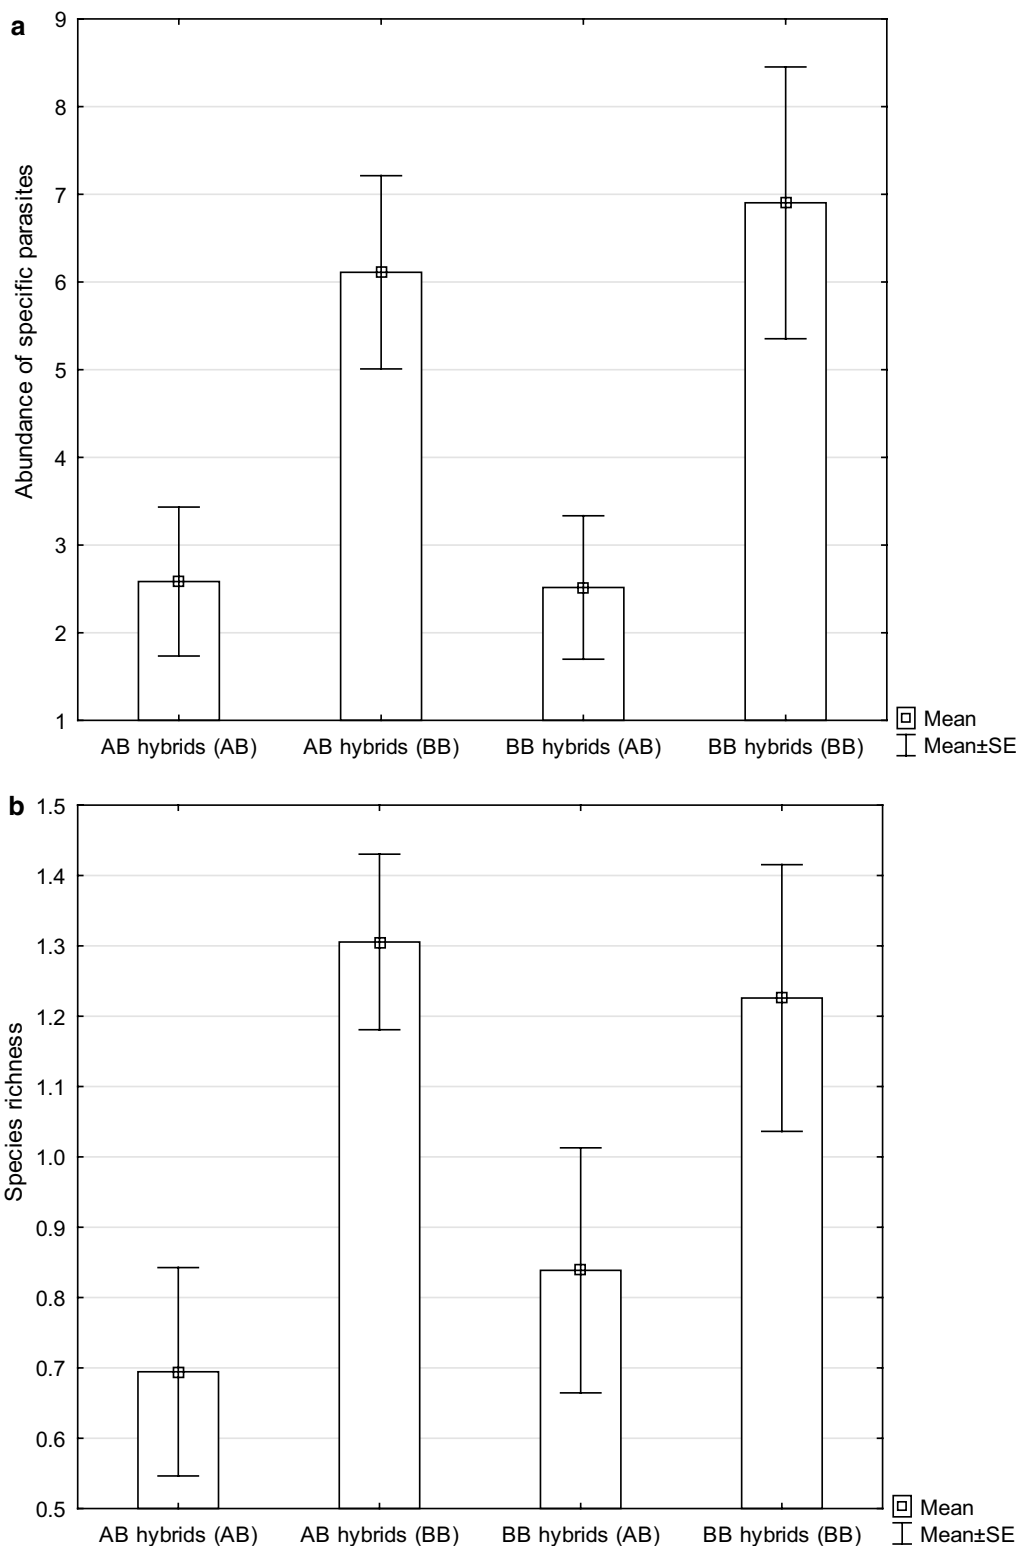 a
Abundance of specific parasites
9
8
7
6
5
4
3
2
1
AB hybrids (AB) AB hybrids (BB) BB hybrids (AB) BB hybrids (BB)
Mean
Mean±SE
b
Species richness
1.5
1.4
1.3
1.2
1.1
1.0
0.9
0.8
0.7
0.6
0.5
AB hybrids (AB) AB hybrids (BB) BB hybrids (AB) BB hybrids (BB)
Mean
Mean±SE